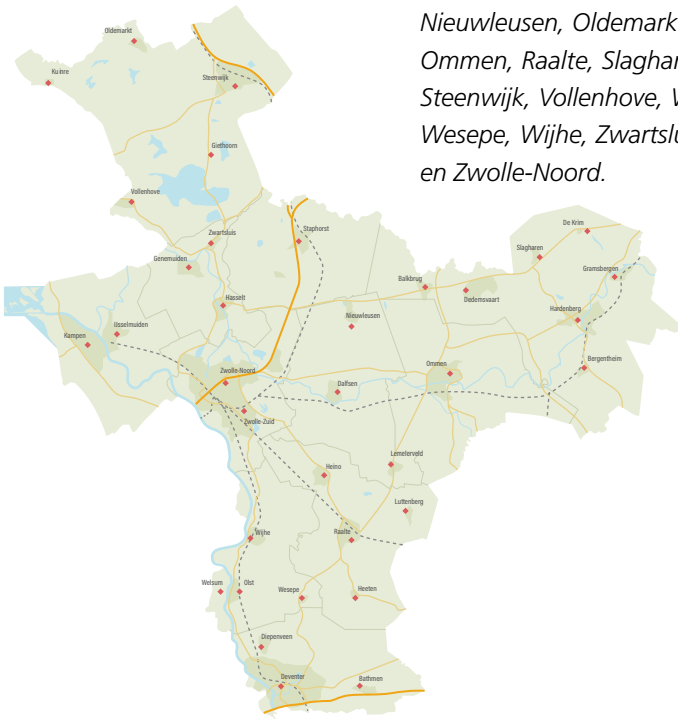 Nieuwleusen, Oldemark
Ommen, Raalte, Slaghar
Steenwijk, Vollenhove, W
Wesepe, Wijhe, Zwartslu
en Zwolle-Noord.
Oldemarkt
Kuinre
Steenwijk
Giethoorn
Vollenhove
Zwartsluis
Staphorst
Genemuiden
De Krim
Slagharen
Gramsbergen
Balkbrug
Dedemsvaart
Hasselt
Hardenberg
Nieuwleusen
IJsselmuiden
Kampen
Bergentheim
Ommen
Zwolle-Noord
Dalfsen
Zwolle-Zuid
Lemelerveld
Heino
Luttenberg
Wijhe
Raalte
Welsum
Olst
Wesepe
Heeten
Diepenveen
Deventer
Bathmen